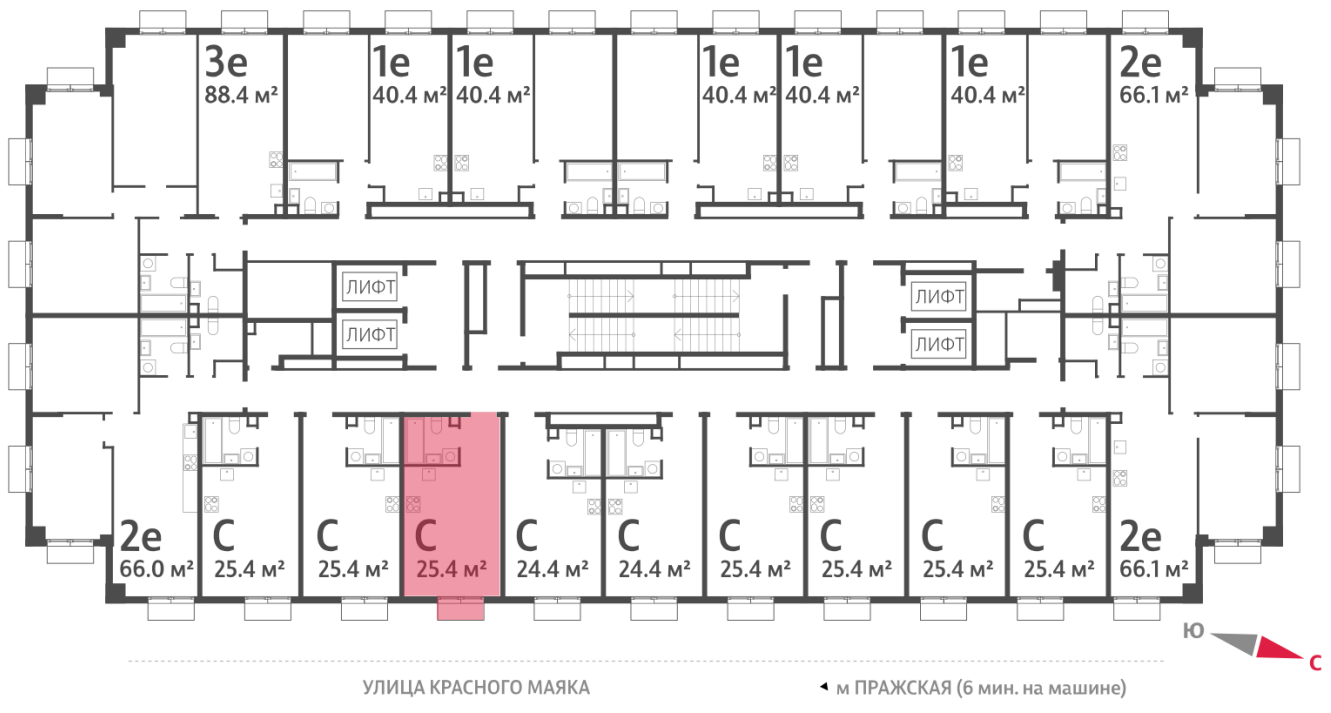 3е
88.4 м²
1е
40.4 м²
1е
40.4 м²
1е
40.4 м²
1е
40.4 м²
1е
40.4 м²
2е
66.1 м²
ЛИФТ
ЛИФТ
ЛИФТ
ЛИФТ
2е
66.0 м²
С
25.4 м²
С
25.4 м²
С
25.4 м²
С
24.4 м²
С
24.4 м²
С
25.4 м²
С
25.4 м²
С
25.4 м²
С
25.4 м²
2е
66.1 м²
Ю
С
УЛИЦА КРАСНОГО МАЯКА
м ПРАЖСКАЯ (6 мин. на машине)